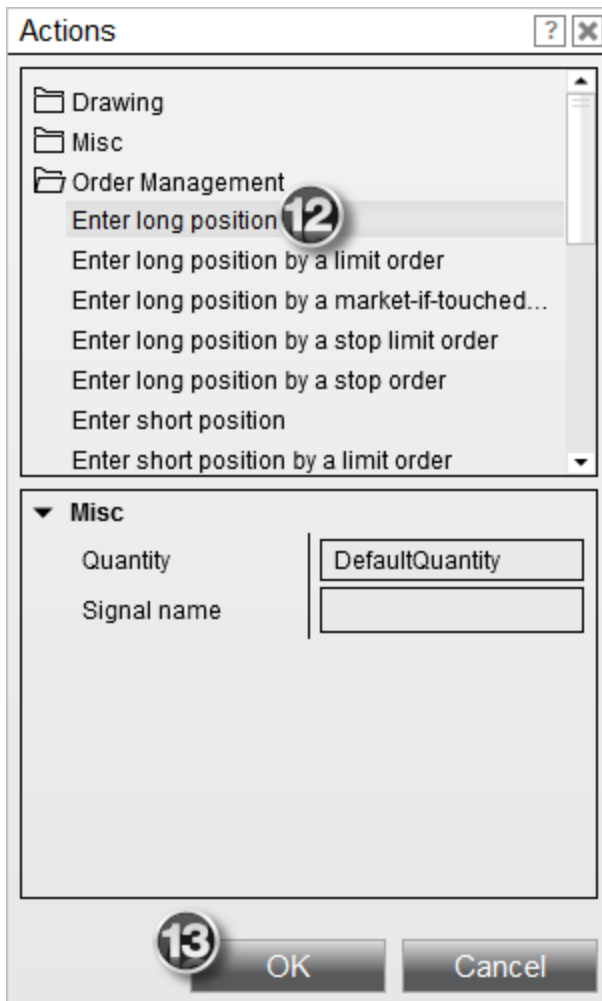 Actions
Drawing
Misc
Order Management
Enter long position 12
Enter long position by a limit order
Enter long position by a market-if-touched...
Enter long position by a stop limit order
Enter long position by a stop order
Enter short position
Enter short position by a limit order
Misc
Quantity DefaultQuantity
Signal name
13
OK Cancel